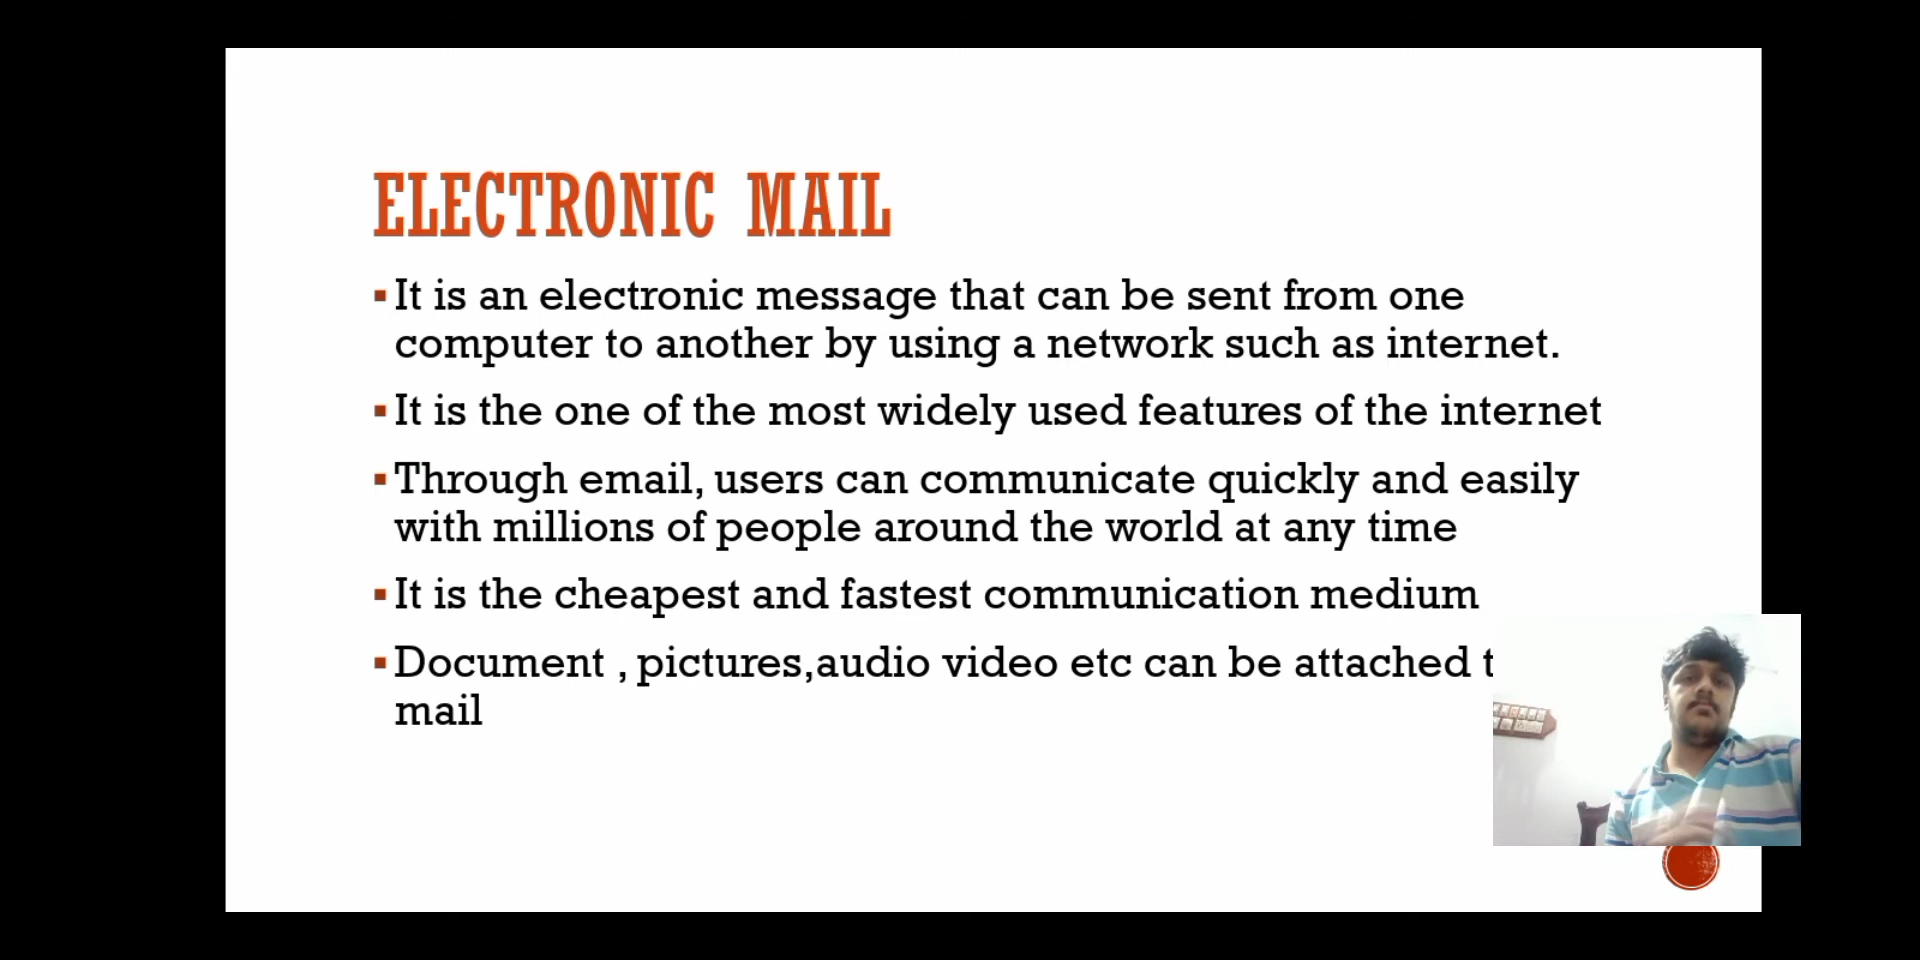 ELECTRONIC MAIL
▪It is an electronic message that can be sent from one
computer to another by using a network such as internet.
▪It is the one of the most widely used features of the internet
▪Through email, users can communicate quickly and easily
with millions of people around the world at any time
▪It is the cheapest and fastest communication medium
▪Document , pictures,audio video etc can be attached
mail